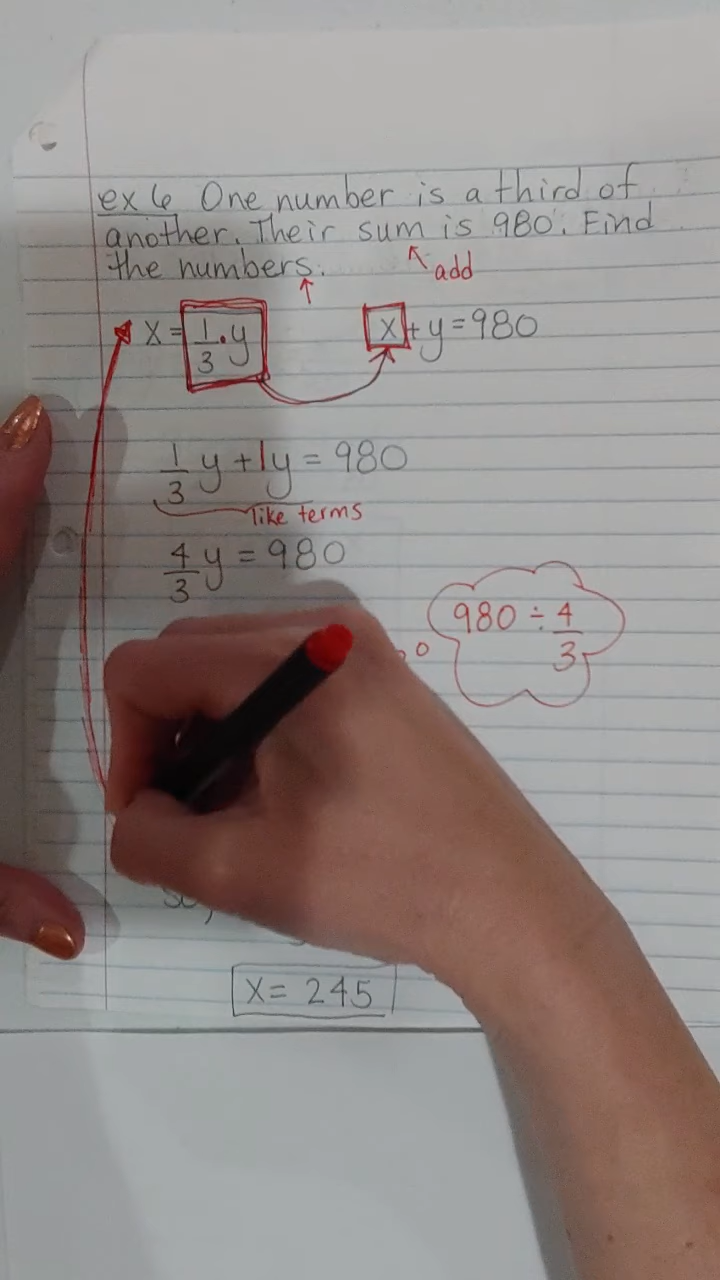 ex 6 One number is a third of
another. Their sum is 980. Find
the numbers.
add
x = 1/3 · y
x + y = 980
1/3 y + 1y = 980
like terms
4/3 y = 980
980 ÷ 4/3
x = 245